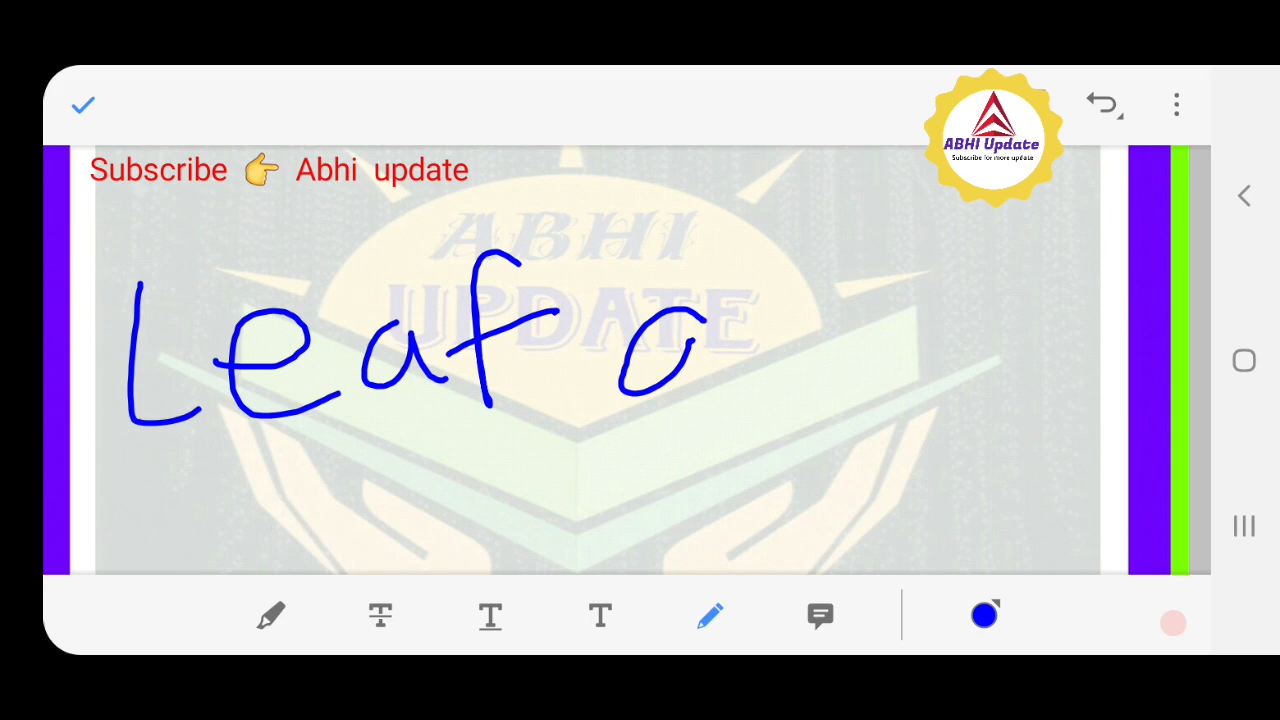 ABHI Update
Subscribe for more update
Subscribe 👉 Abhi update
ABHI
UPDATE
Leaf o